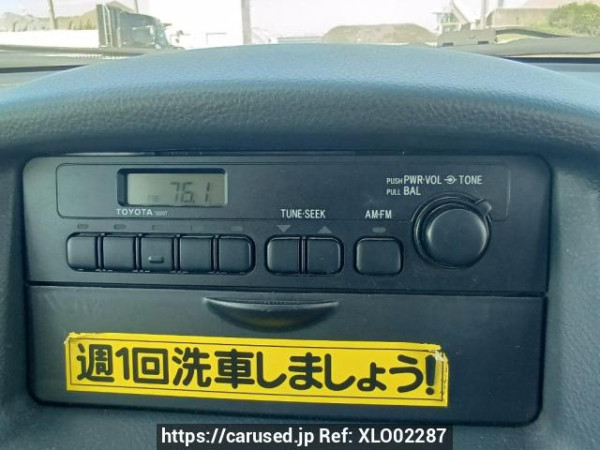 76.1
PUSH PWR·VOL TONE
PULL BAL
TOYOTA
TUNE·SEEK
AM·FM
週1回洗車しましょう!
https://carused.jp Ref: XLO02287